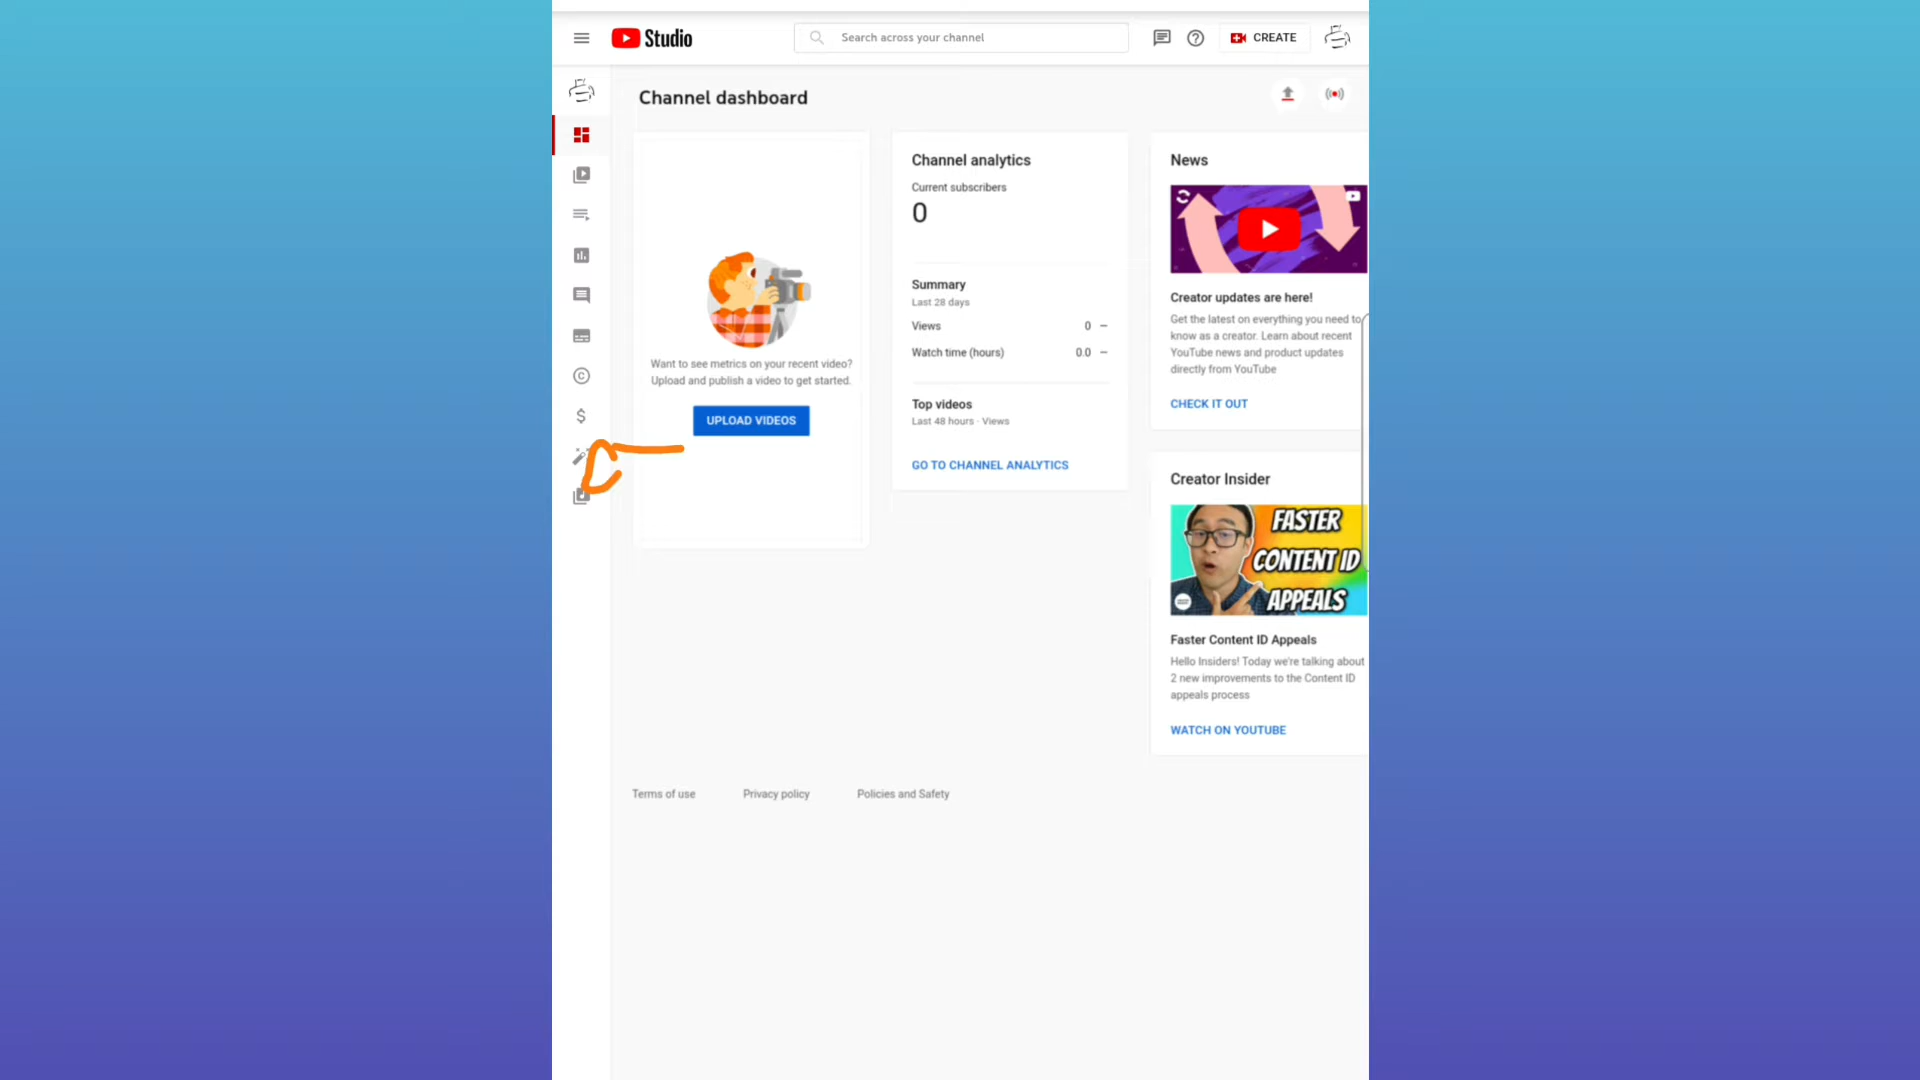 Studio
Search across your channel
CREATE
Channel dashboard
Want to see metrics on your recent video?
Upload and publish a video to get started.
UPLOAD VIDEOS
Channel analytics
Current subscribers
0
Summary
Last 28 days
Views 0 –
Watch time (hours) 0.0 –
Top videos
Last 48 hours · Views
GO TO CHANNEL ANALYTICS
News
Creator updates are here!
Get the latest on everything you need to
know as a creator. Learn about recent
YouTube news and product updates
directly from YouTube
CHECK IT OUT
Creator Insider
FASTER
CONTENT ID
APPEALS
Faster Content ID Appeals
Hello Insiders! Today we're talking about
2 new improvements to the Content ID
appeals process
WATCH ON YOUTUBE
Terms of use
Privacy policy
Policies and Safety